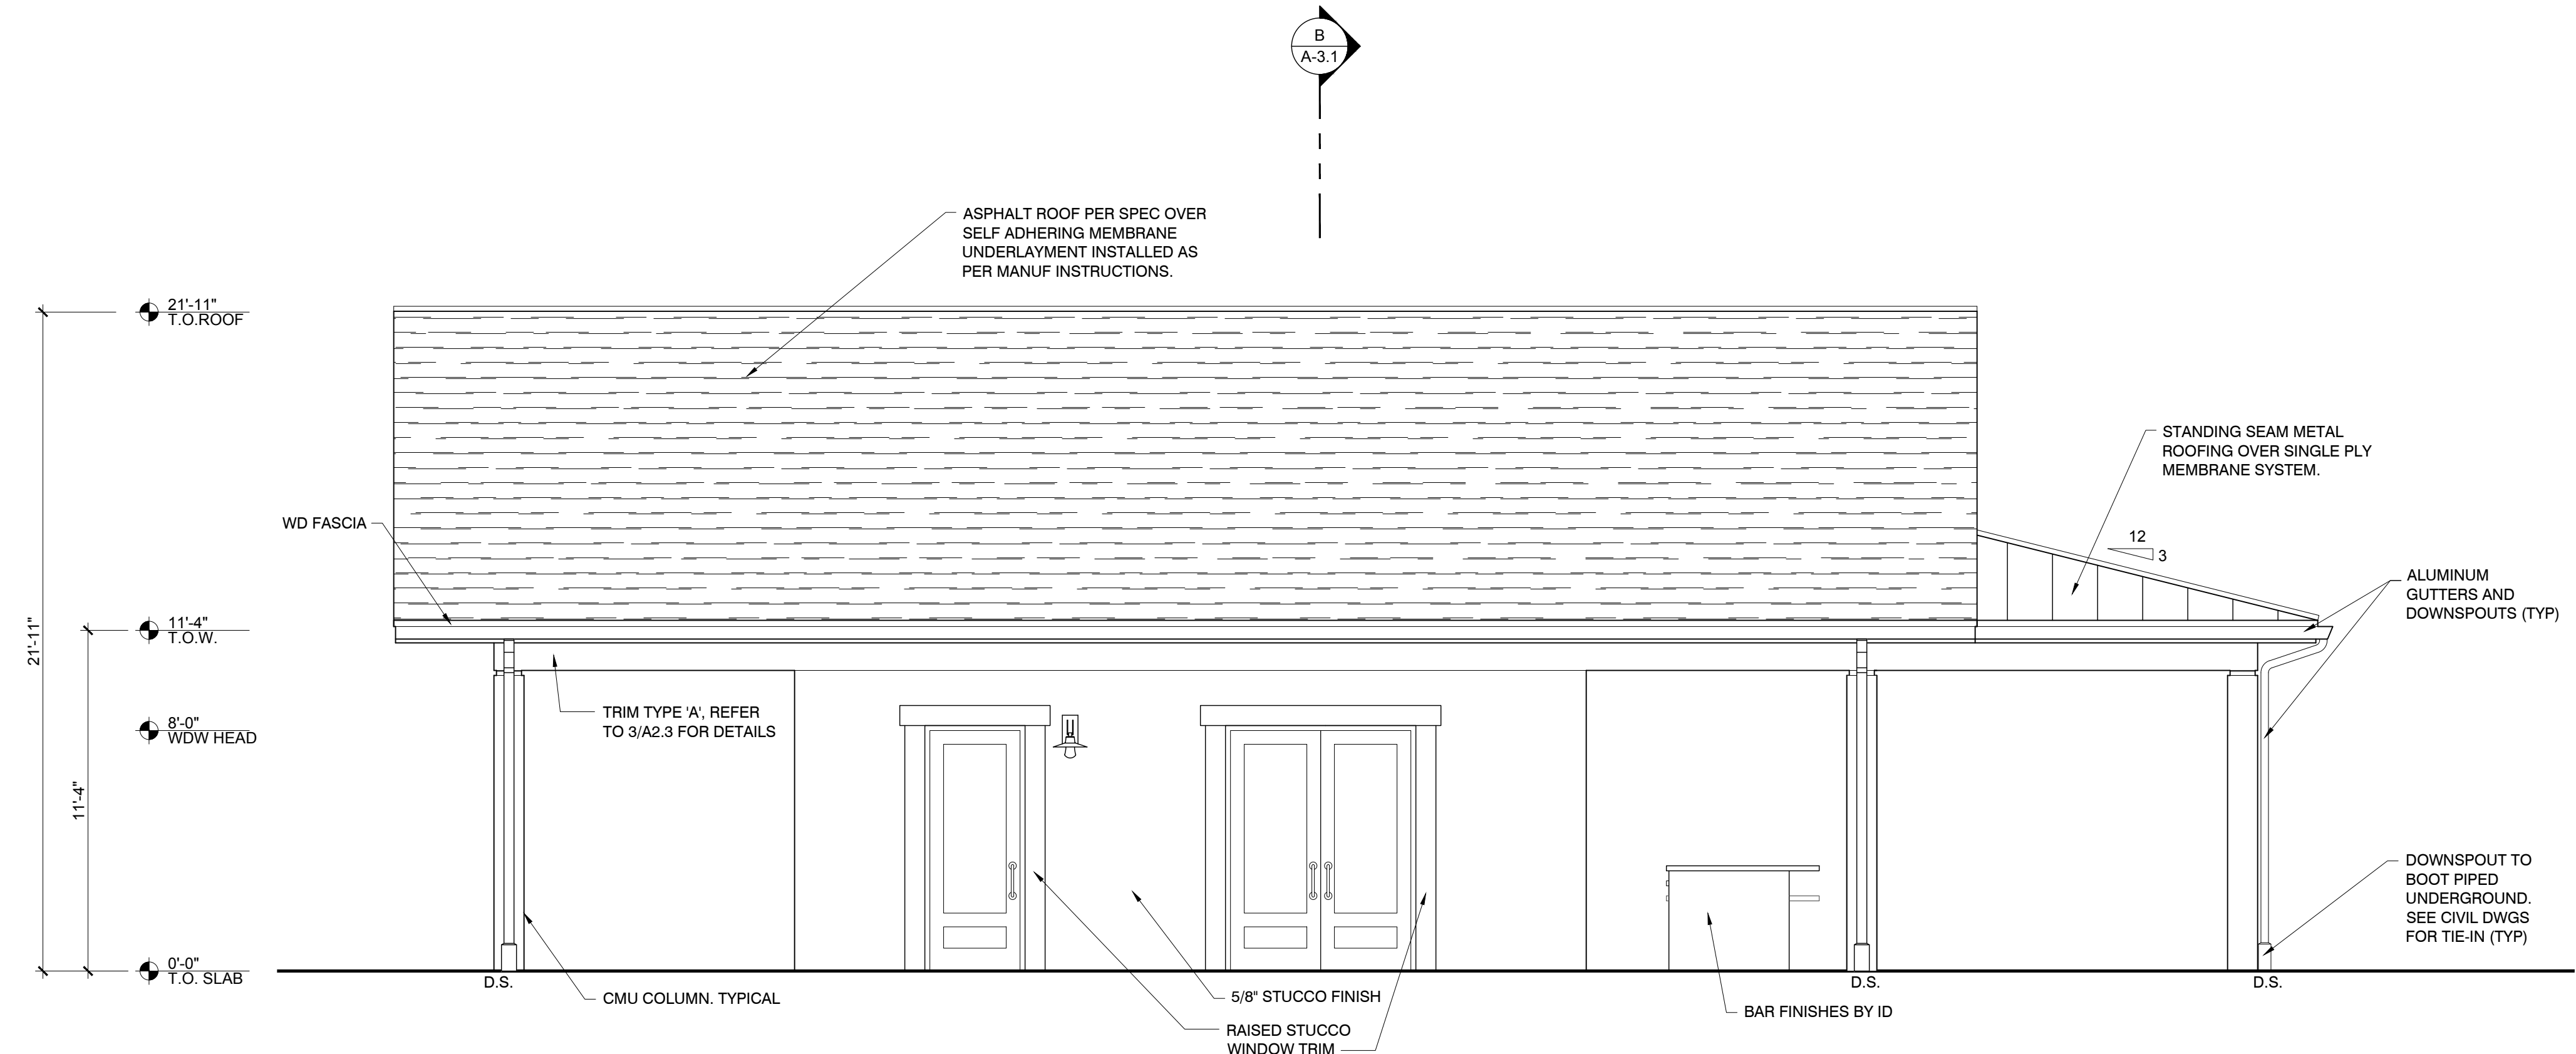 B
A-3.1
ASPHALT ROOF PER SPEC OVER
SELF ADHERING MEMBRANE
UNDERLAYMENT INSTALLED AS
PER MANUF INSTRUCTIONS.
21'-11"
T.O.ROOF
STANDING SEAM METAL
ROOFING OVER SINGLE PLY
MEMBRANE SYSTEM.
WD FASCIA
12
3
ALUMINUM
GUTTERS AND
DOWNSPOUTS (TYP)
21'-11"
11'-4"
T.O.W.
TRIM TYPE 'A', REFER
TO 3/A2.3 FOR DETAILS
8'-0"
WDW HEAD
11'-4"
DOWNSPOUT TO
BOOT PIPED
UNDERGROUND.
SEE CIVIL DWGS
FOR TIE-IN (TYP)
0'-0"
T.O. SLAB
D.S.
D.S.
D.S.
CMU COLUMN. TYPICAL
5/8" STUCCO FINISH
BAR FINISHES BY ID
RAISED STUCCO
WINDOW TRIM